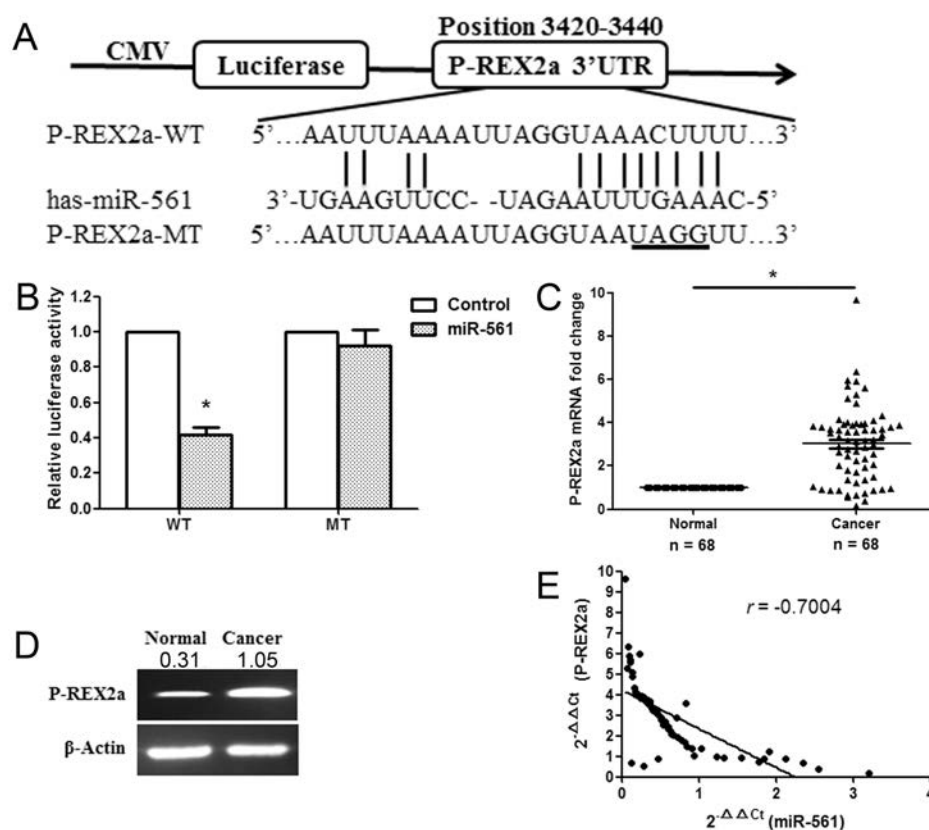 A
Position 3420-3440
CMV
Luciferase
P-REX2a 3'UTR
P-REX2a-WT 5'...AAUUUAAAAUUAGGUAAACUUUU...3'
has-miR-561 3'-UGAAGUUCC- -UAGAAUUUGAAAC-5'
P-REX2a-MT 5'...AAUUUAAAAUUAGGUAAUAGGUU...3'
B
Relative luciferase activity
1.2
1.0
0.8
0.6
0.4
0.2
0.0
*
WT
MT
Control
miR-561
C
P-REX2a mRNA fold change
10
8
6
4
2
0
*
Normal
n = 68
Cancer
n = 68
D
Normal Cancer
0.31 1.05
P-REX2a
β-Actin
E
2^-ΔΔCt (P-REX2a)
10
9
8
7
6
5
4
3
2
1
0
r = -0.7004
0 1 2 3 4
2^-ΔΔCt (miR-561)